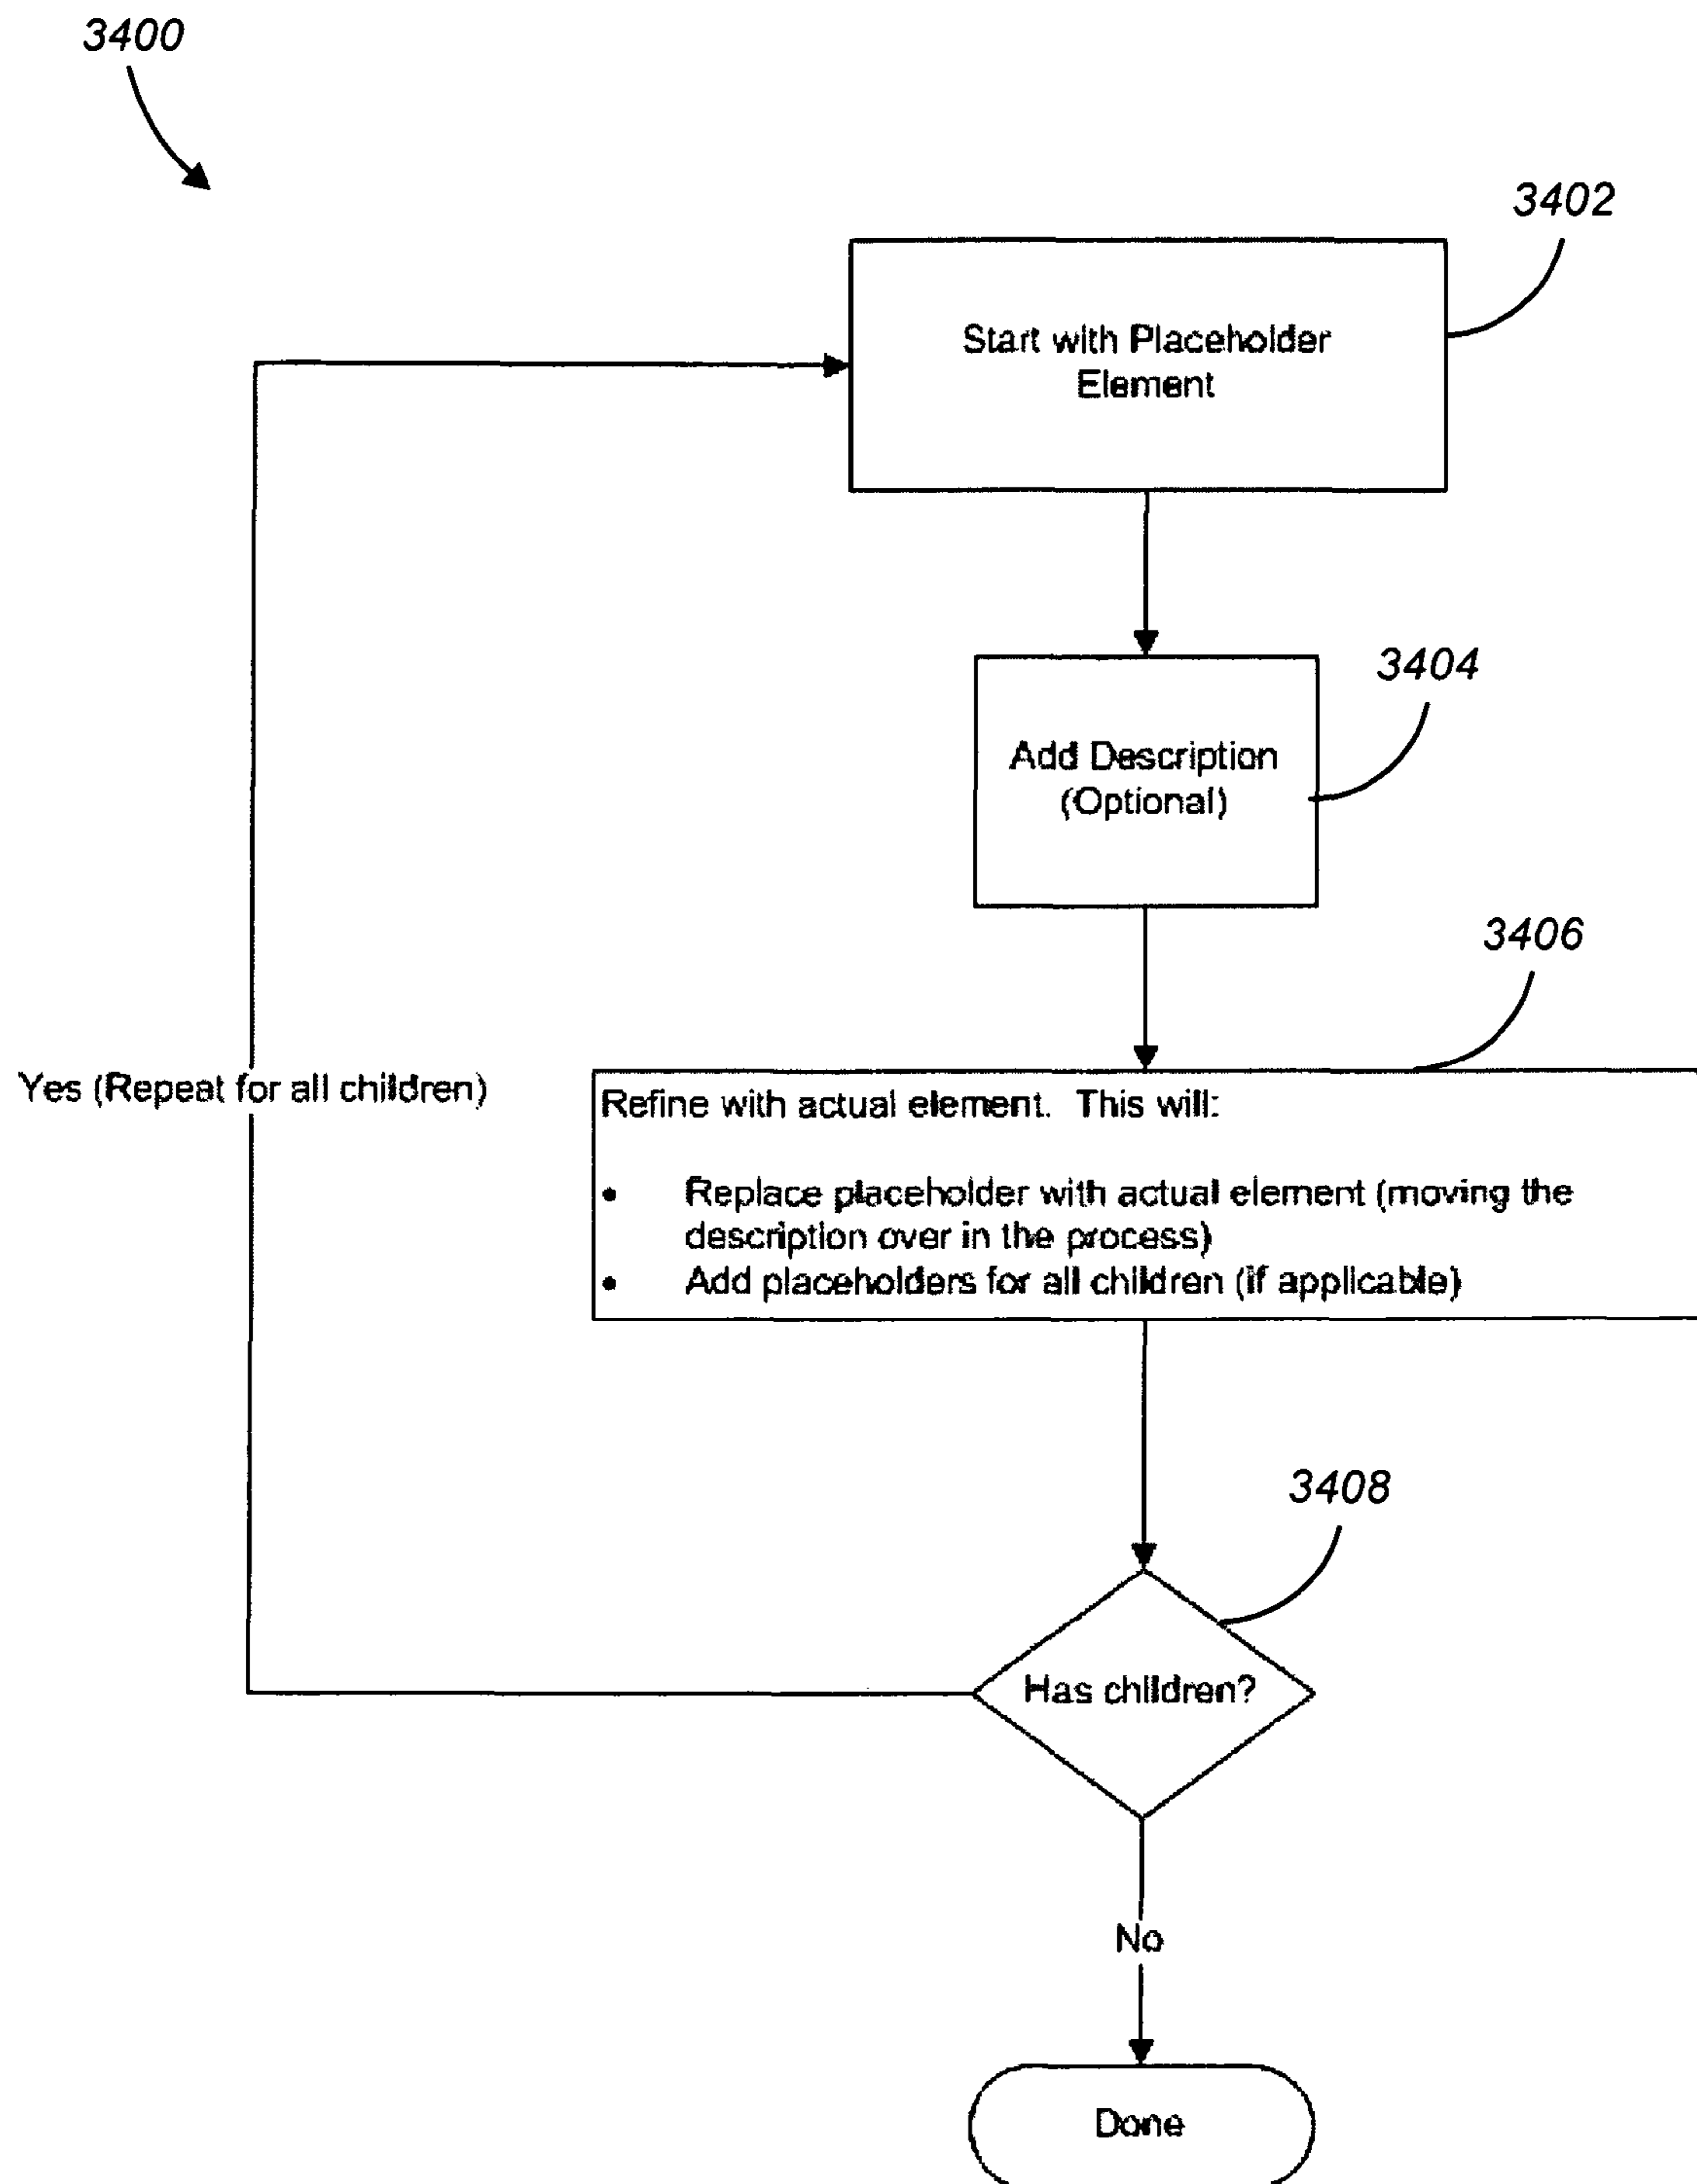 3400
3402
Start with Placeholder
Element
3404
Add Description
(Optional)
3406
Yes (Repeat for all children)
Refine with actual element. This will:
• Replace placeholder with actual element (moving the
description over in the process)
• Add placeholders for all children (if applicable)
3408
Has children?
No
Done